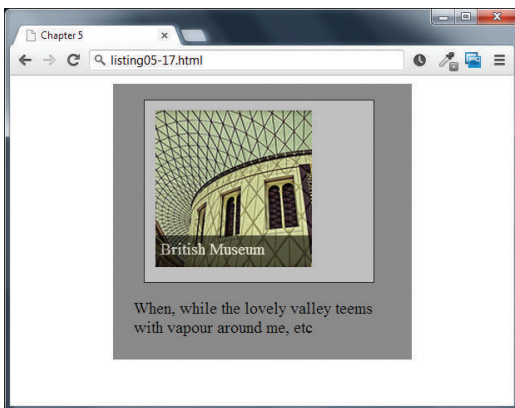 Chapter 5
listing05-17.html
British Museum
When, while the lovely valley teems
with vapour around me, etc